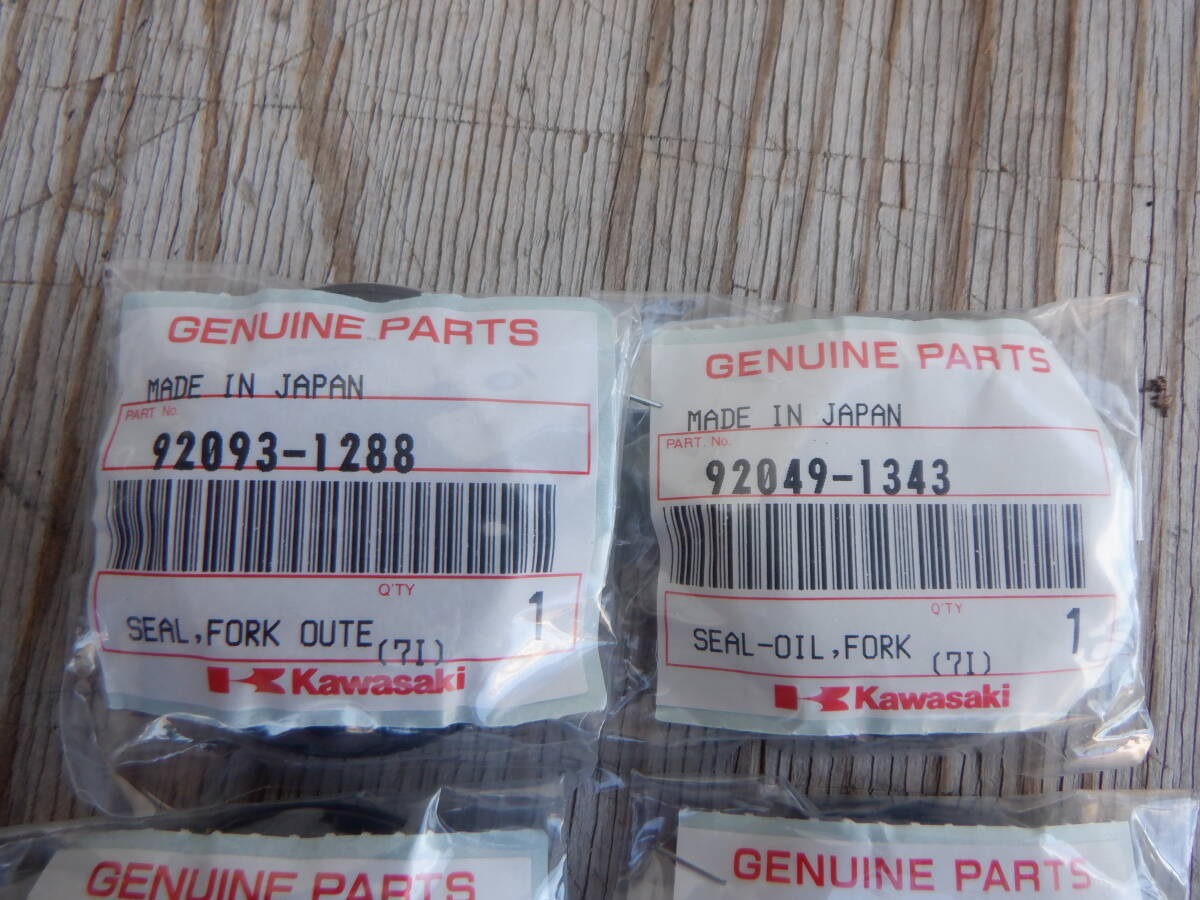 GENUINE PARTS
MADE IN JAPAN
PART No.
92093-1288
Q'TY
SEAL,FORK OUTE
1
(7I)
Kawasaki
GENUINE PARTS
MADE IN JAPAN
PART. No.
92049-1343
Q'TY
SEAL-OIL,FORK
1
(7I)
Kawasaki
GENUINE PARTS
GENUINE PARTS